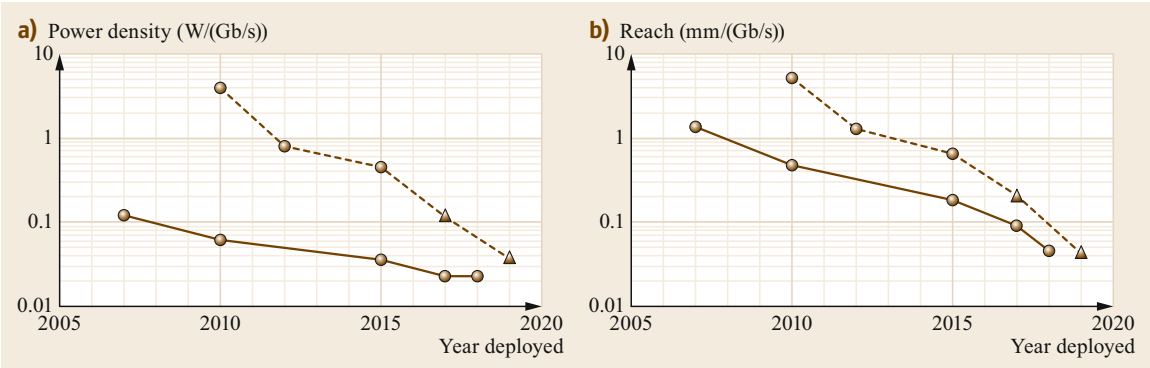 a) Power density (W/(Gb/s))
10
1
0.1
0.01
2005 2010 2015 2020
Year deployed
b) Reach (mm/(Gb/s))
10
1
0.1
0.01
2005 2010 2015 2020
Year deployed